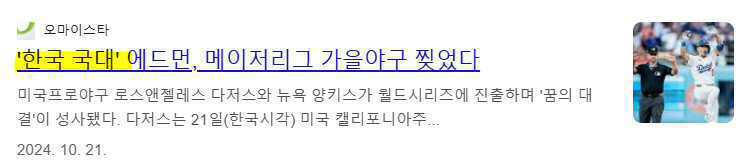 오마이스타
'한국 국대' 에드먼, 메이저리그 가을야구 찢었다
미국프로야구 로스앤젤레스 다저스와 뉴욕 양키스가 월드시리즈에 진출하며 '꿈의 대
결'이 성사됐다. 다저스는 21일(한국시각) 미국 캘리포니아주...
2024. 10. 21.
Dodgers